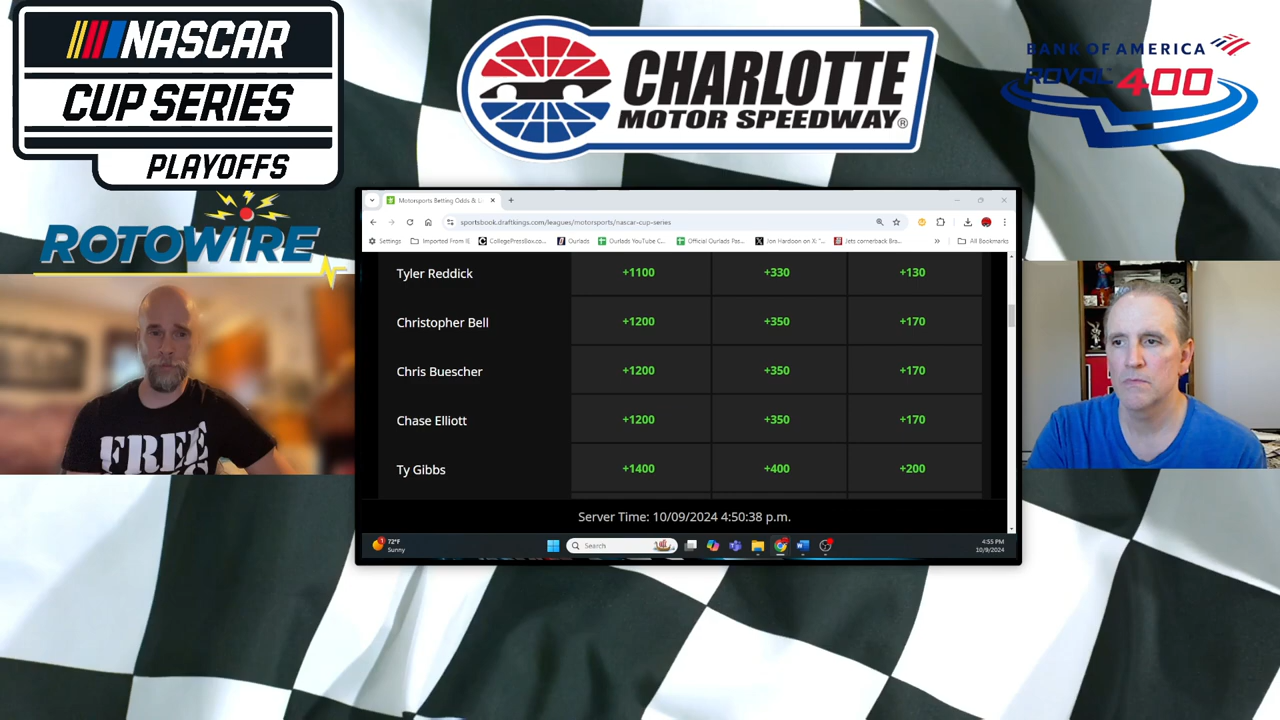 NASCAR
CUP SERIES
PLAYOFFS
CHARLOTTE
MOTOR SPEEDWAY®
BANK OF AMERICA
ROVAL 400
ROTOWIRE
Motorsports Betting Odds & L
sportsbook.draftkings.com/leagues/motorsports/nascar-cup-series
Settings
Imported From IE
CollegePressBox.co...
Ourlads
Ourlads YouTube C...
Official Ourlads Pas...
Jon Hardoon on X: "...
Jets cornerback Bra...
All Bookmarks
Tyler Reddick +1100 +330 +130
Christopher Bell +1200 +350 +170
Chris Buescher +1200 +350 +170
Chase Elliott +1200 +350 +170
Ty Gibbs +1400 +400 +200
Server Time: 10/09/2024 4:50:38 p.m.
72°F
Sunny
Search
4:55 PM
10/9/2024
FREE